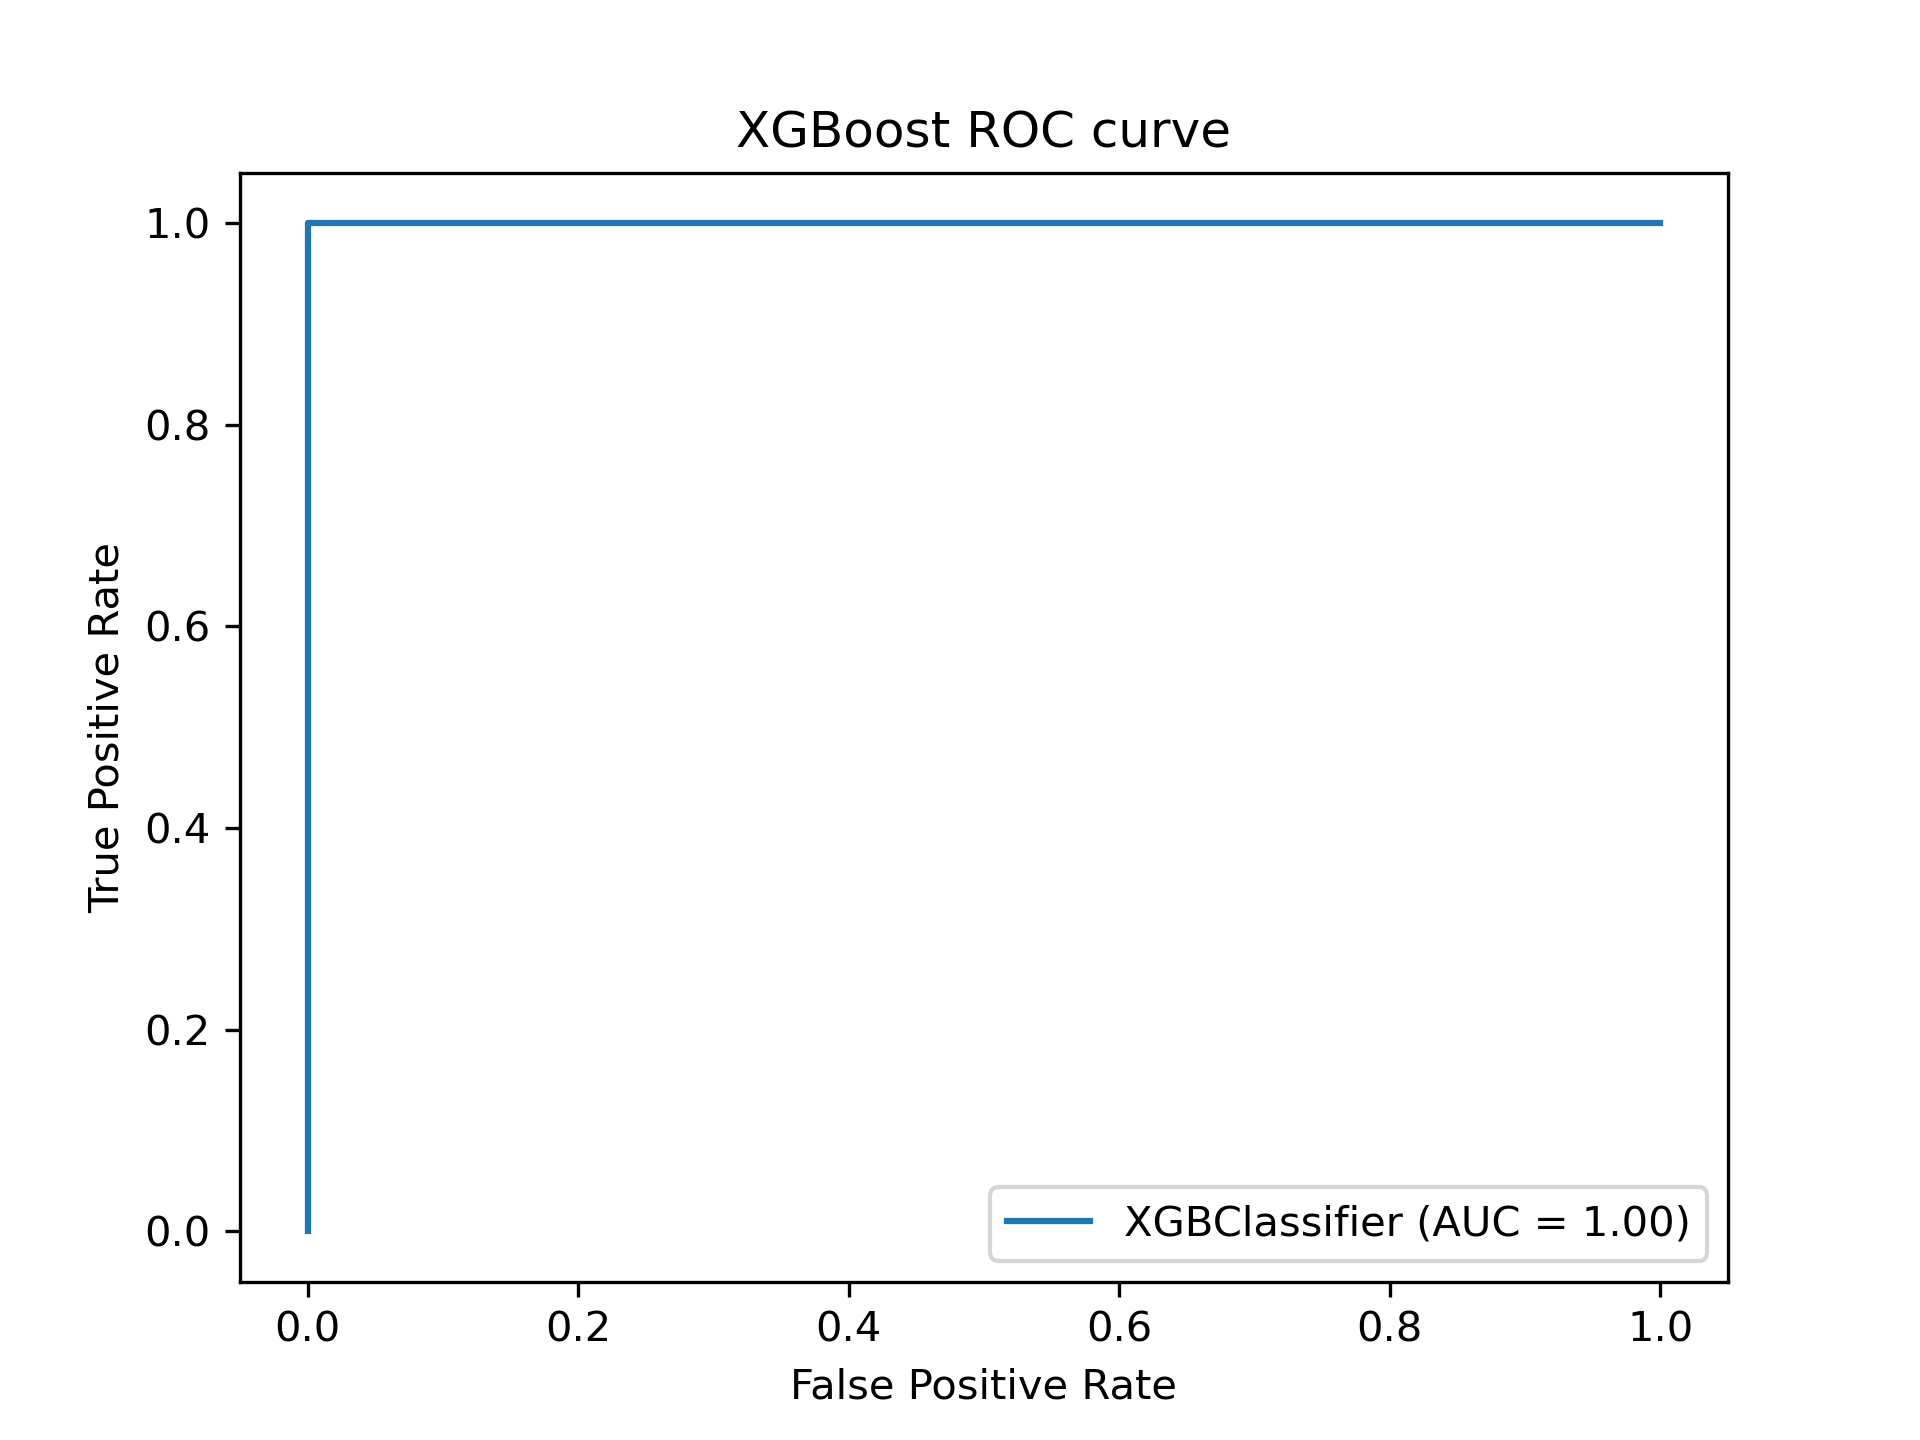 XGBoost ROC curve
1.0
0.8
0.6
0.4
0.2
0.0
True Positive Rate
XGBClassifier (AUC = 1.00)
0.0 0.2 0.4 0.6 0.8 1.0
False Positive Rate